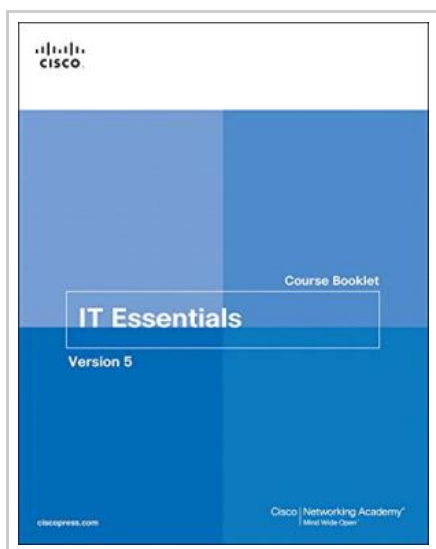 CISCO
Course Booklet
IT Essentials
Version 5
ciscopress.com
Cisco | Networking Academy®
Mind Wide Open®